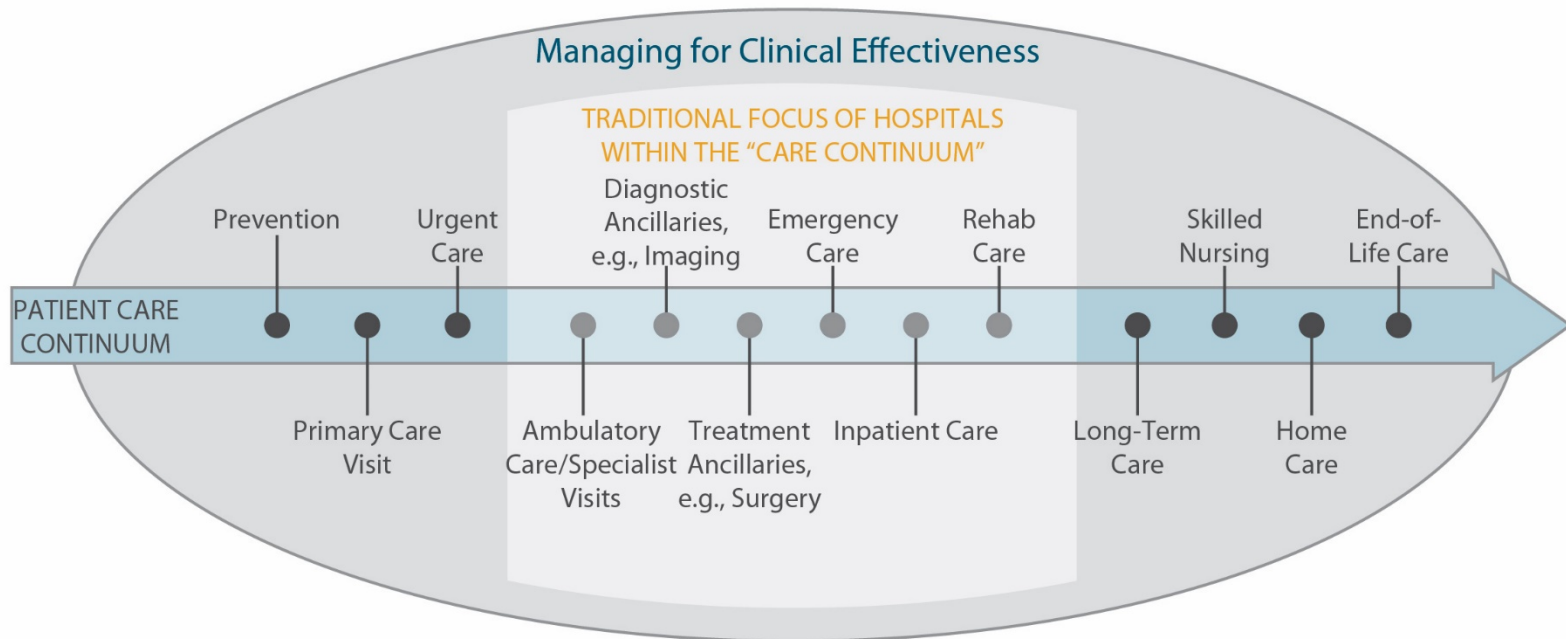 Managing for Clinical Effectiveness
TRADITIONAL FOCUS OF HOSPITALS
WITHIN THE “CARE CONTINUUM”
Prevention
Urgent
Care
Diagnostic
Ancillaries,
e.g., Imaging
Emergency
Care
Rehab
Care
Skilled
Nursing
End-of-
Life Care
PATIENT CARE
CONTINUUM
Primary Care
Visit
Ambulatory
Care/Specialist
Visits
Treatment
Ancillaries,
e.g., Surgery
Inpatient Care
Long-Term
Care
Home
Care